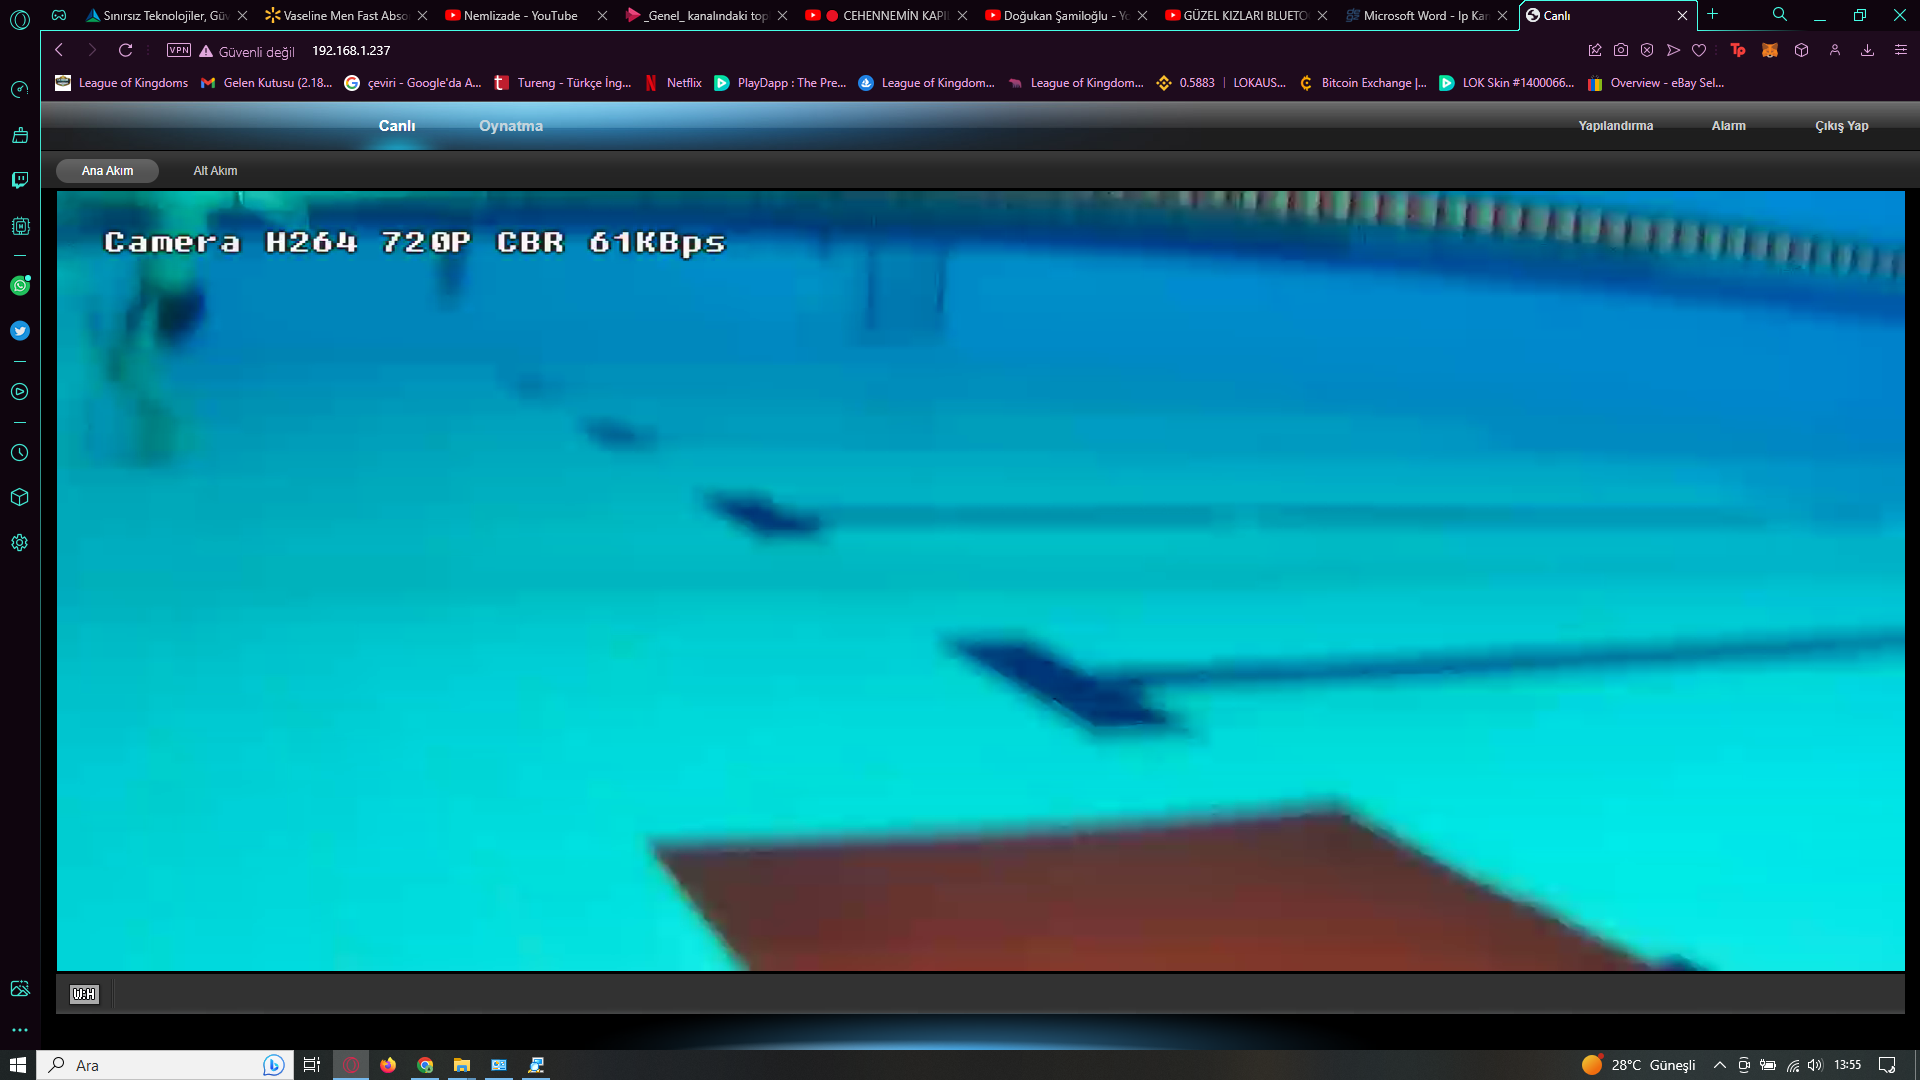 Sınırsız Teknolojiler, Güv
Vaseline Men Fast Abso
Nemlizade - YouTube
_Genel_ kanalındaki top
CEHENNEMİN KAPI
Doğukan Şamiloğlu - Yo
GÜZEL KIZLARI BLUETO
Microsoft Word - Ip Kam
Canlı
VPN
Güvenli değil
192.168.1.237
League of Kingdoms
Gelen Kutusu (2.18...
çeviri - Google'da A...
Tureng - Türkçe İng...
Netflix
PlayDapp : The Pre...
League of Kingdom...
League of Kingdom...
0.5883 | LOKAUS...
Bitcoin Exchange |...
LOK Skin #1400066...
Overview - eBay Sel...
Canlı
Oynatma
Yapılandırma
Alarm
Çıkış Yap
Ana Akım
Alt Akım
Camera H264 720P CBR 61KBps
W:H
Ara
28°C Güneşli
13:55